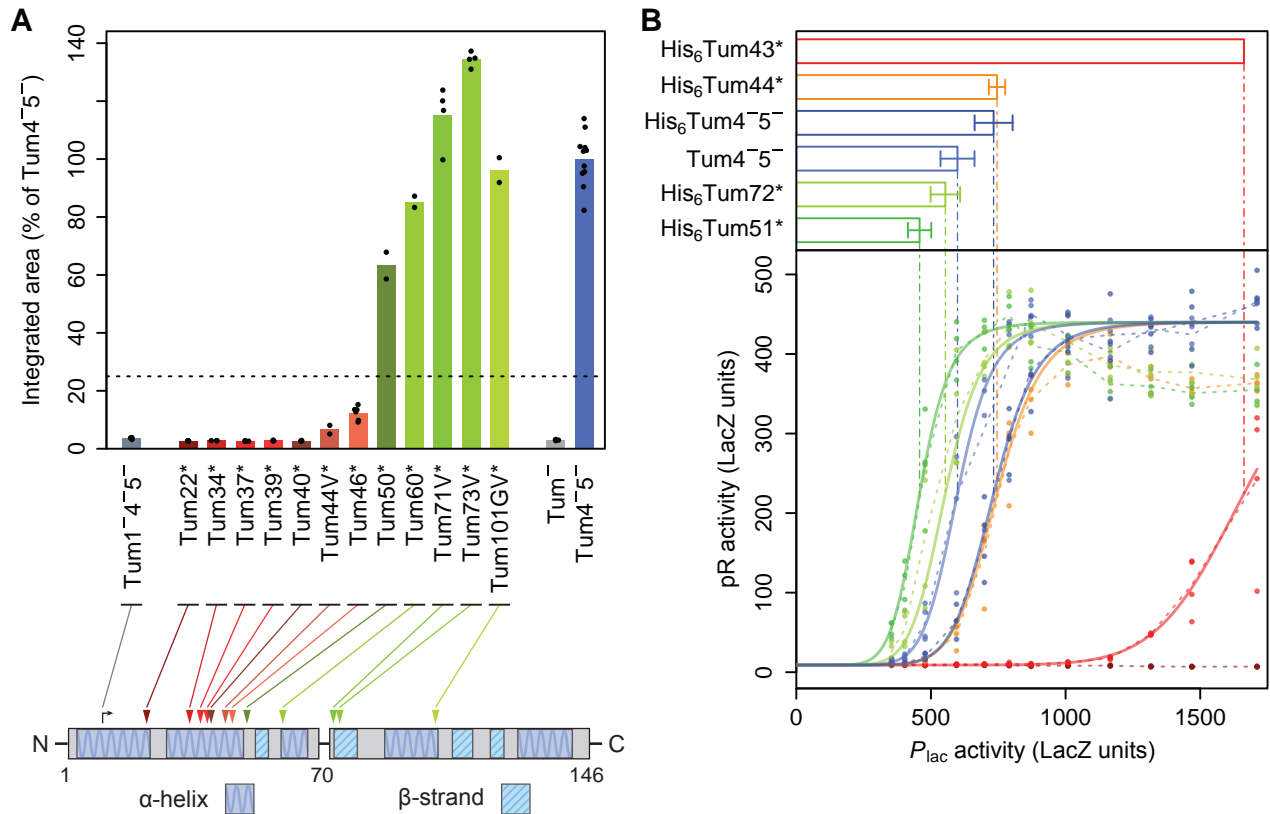 A
Integrated area (% of Tum4⁻5⁻)
140
120
100
80
60
40
20
0
Tum1⁻4⁻5⁻
Tum22*
Tum34*
Tum37*
Tum39*
Tum40*
Tum44V*
Tum46*
Tum50*
Tum60*
Tum71V*
Tum73V*
Tum101GV*
Tum⁻
Tum4⁻5⁻
N
C
1
70
146
α-helix
β-strand
B
His₆Tum43*
His₆Tum44*
His₆Tum4⁻5⁻
Tum4⁻5⁻
His₆Tum72*
His₆Tum51*
pR activity (LacZ units)
500
400
300
200
100
0
0
500
1000
1500
Plac activity (LacZ units)